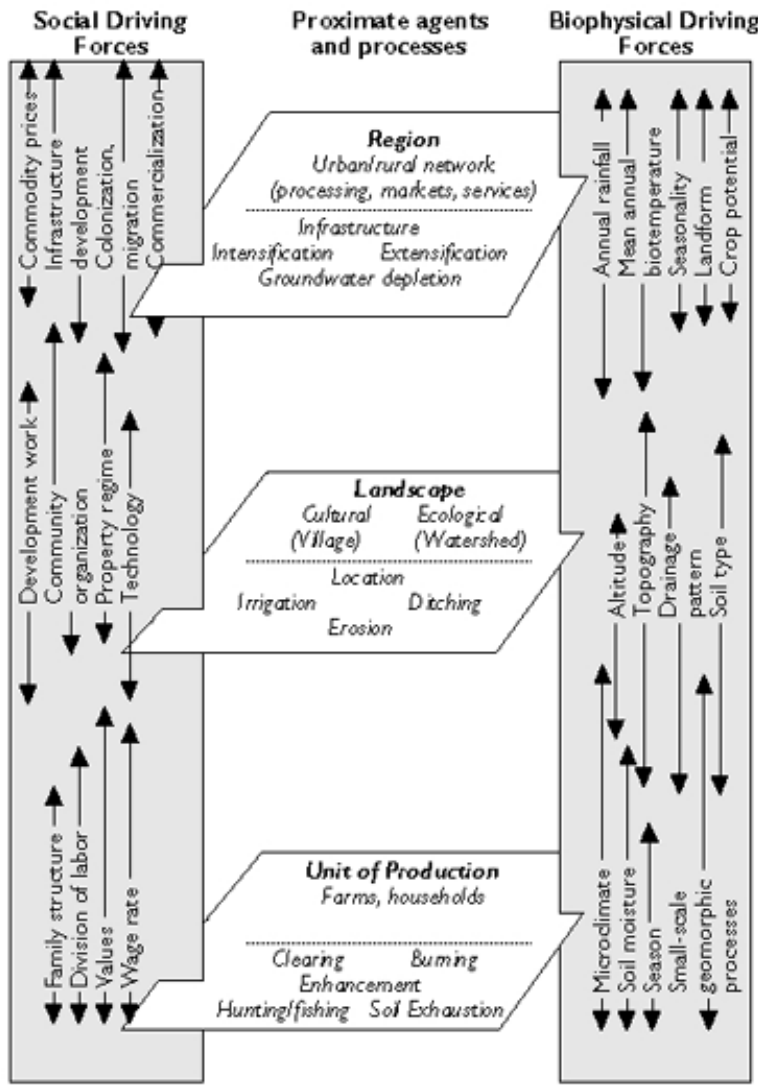 Social Driving
Forces
Proximate agents
and processes
Biophysical Driving
Forces
Commodity prices
Infrastructure
development
Colonization,
migration
Commercialization
Development work
Community
organization
Property regime
Technology
Family structure
Division of labor
Values
Wage rate
Region
Urban/rural network
(processing, markets, services)
Infrastructure
Intensification Extensification
Groundwater depletion
Landscape
Cultural Ecological
(Village) (Watershed)
Location
Irrigation Ditching
Erosion
Unit of Production
Farms, households
Clearing Burning
Enhancement
Hunting/fishing Soil Exhaustion
Annual rainfall
Mean annual
biotemperature
Seasonality
Landform
Crop potential
Altitude
Topography
Drainage
pattern
Soil type
Microclimate
Soil moisture
Season
Small-scale
geomorphic
processes